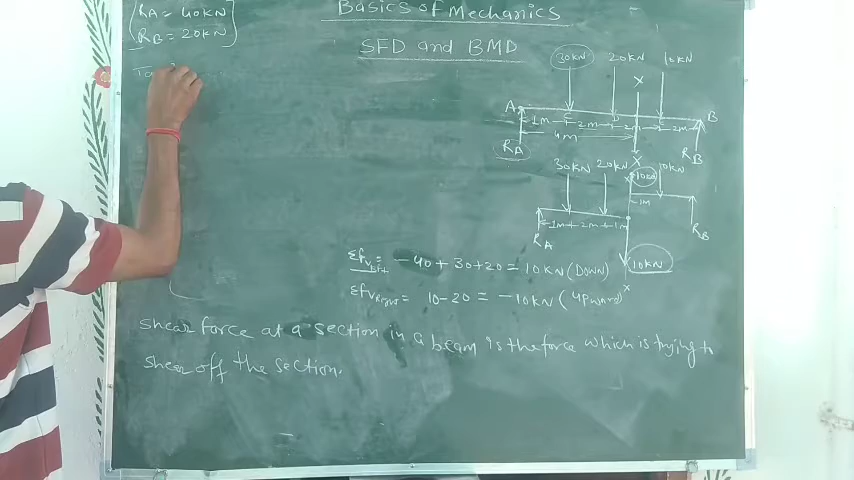 RA = 40KN
RB = 20KN
Basics of Mechanics
SFD and BMD
30KN 20KN 10KN
X
A C D E B
1m 2m 2m 2m
4m
RA X RB
30KN 20KN X 10KN 10KN
1m
1m 2m 1m
RA RB
10KN
X
ΣFv Left = -40 + 30 + 20 = 10KN (DOWN)
ΣFv Right = 10 - 20 = -10KN (upward)
shear force at a section in a beam is the force which is trying to
shear off the section.